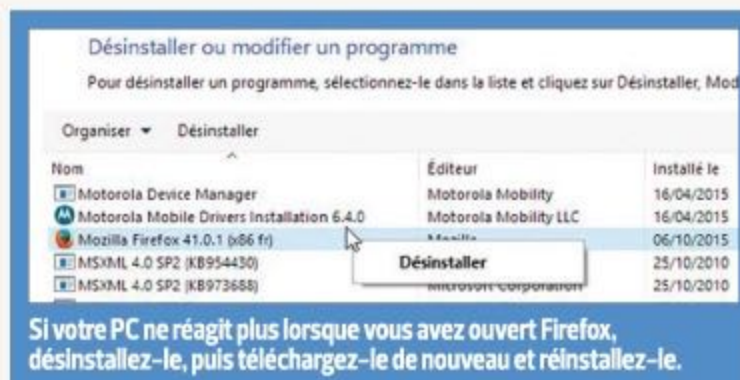 Désinstaller ou modifier un programme
Pour désinstaller un programme, sélectionnez-le dans la liste et cliquez sur Désinstaller, Mod
Organiser Désinstaller
Nom Éditeur Installé le
Motorola Device Manager Motorola Mobility 16/04/2015
Motorola Mobile Drivers Installation 6.4.0 Motorola Mobility LLC 16/04/2015
Mozilla Firefox 41.0.1 (x86 fr) Mozilla 06/10/2015
Désinstaller
MSXML 4.0 SP2 (KB954430) 25/10/2010
MSXML 4.0 SP2 (KB973688) Microsoft Corporation 25/10/2010
Si votre PC ne réagit plus lorsque vous avez ouvert Firefox,
désinstallez-le, puis téléchargez-le de nouveau et réinstallez-le.